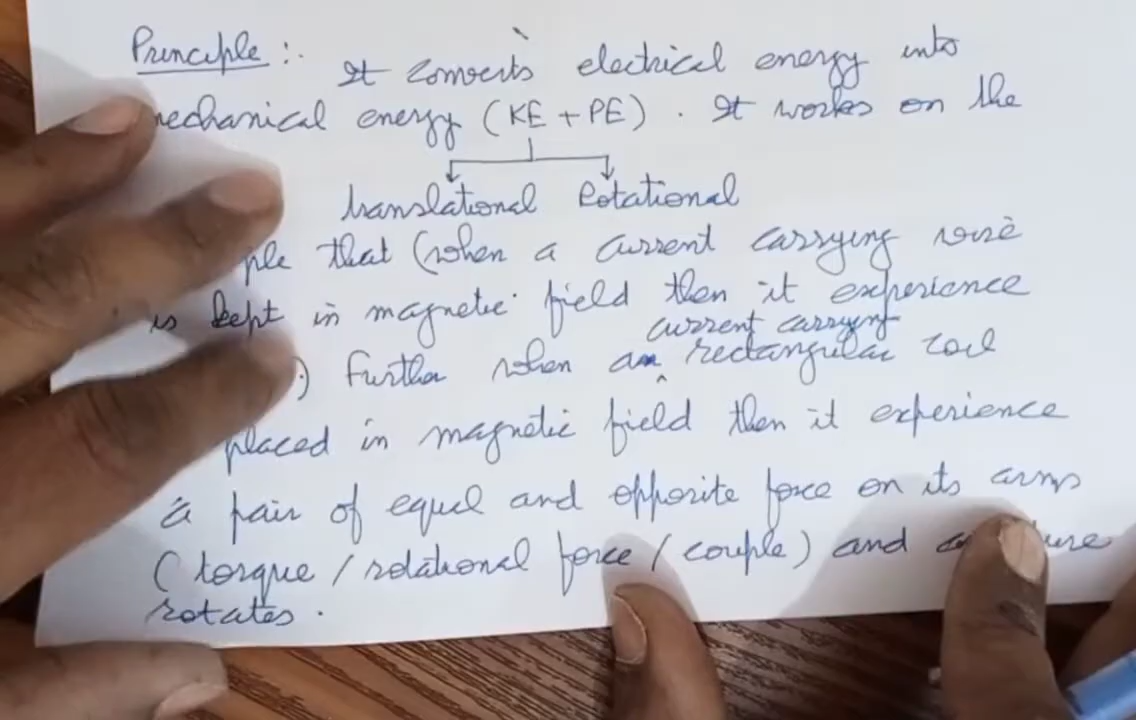 Principle :- It converts electrical energy into
mechanical energy (KE + PE) . It works on the
translational Rotational
that (when a current carrying wire
is kept in magnetic field then it experience
current carrying
.) Further when an rectangular coil
placed in magnetic field then it experience
a pair of equal and opposite force on its arms
(torque / rotational force / couple) and
rotates .